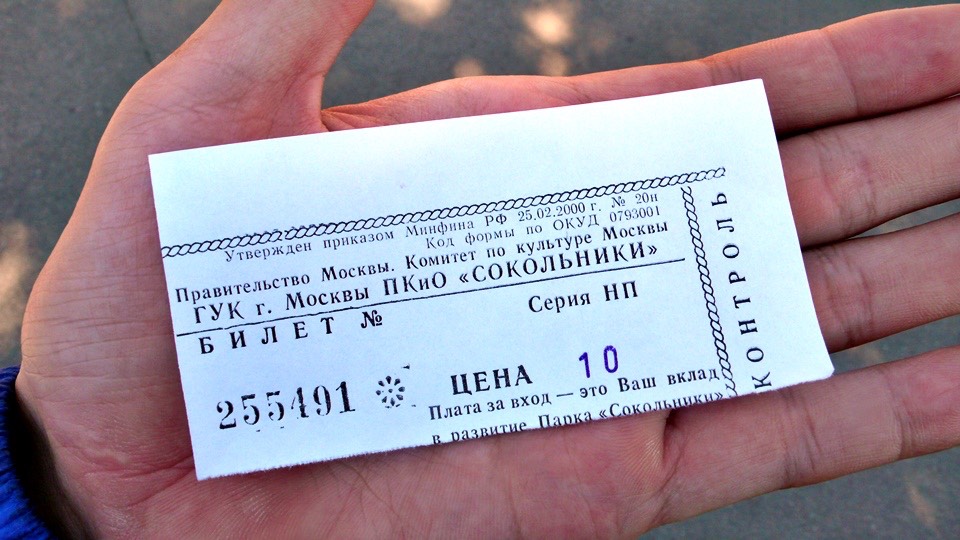 Утвержден приказом Минфина РФ 25.02.2000 г. № 20н
Код формы по ОКУД 0793001
Правительство Москвы. Комитет по культуре Москвы
ГУК г. Москвы ПКиО «СОКОЛЬНИКИ»
БИЛЕТ №
Серия НП
255491
ЦЕНА 10
Плата за вход — это Ваш вклад
в развитие Парка «Сокольники».
КОНТРОЛЬ